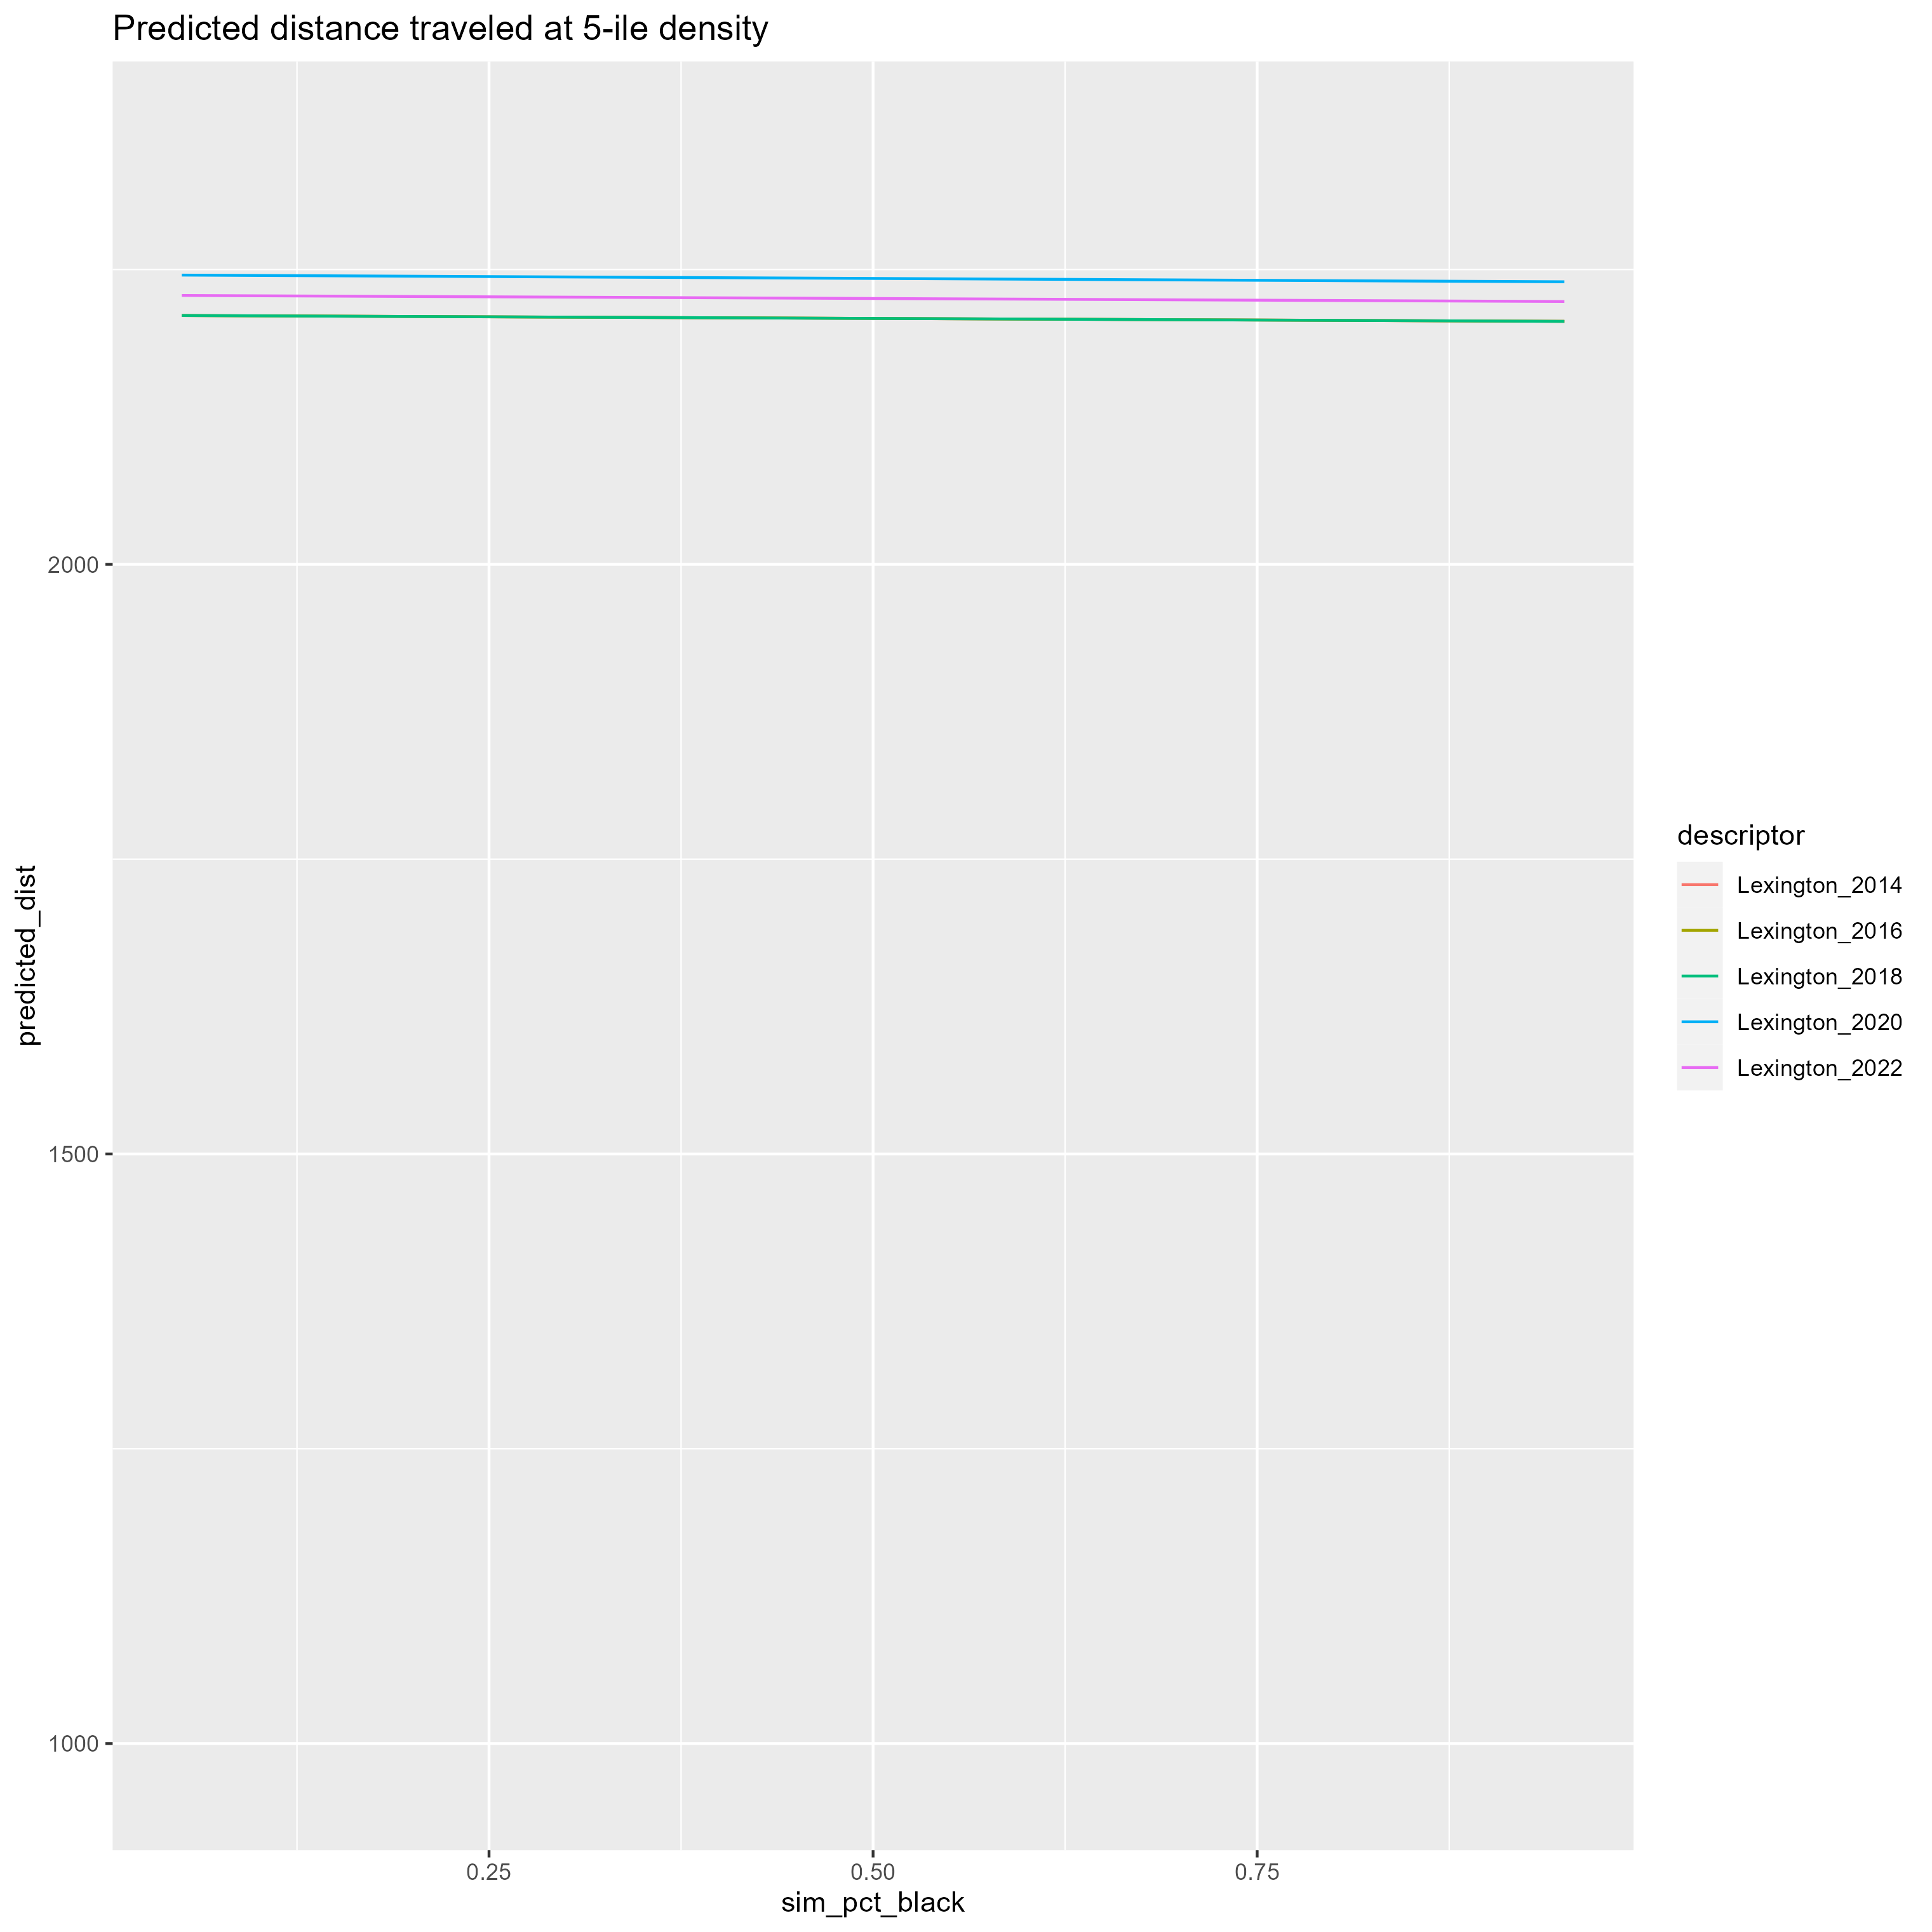 Predicted distance traveled at 5-ile density
predicted_dist
2000
1500
1000
0.25
0.50
0.75
sim_pct_black
descriptor
Lexington_2014
Lexington_2016
Lexington_2018
Lexington_2020
Lexington_2022